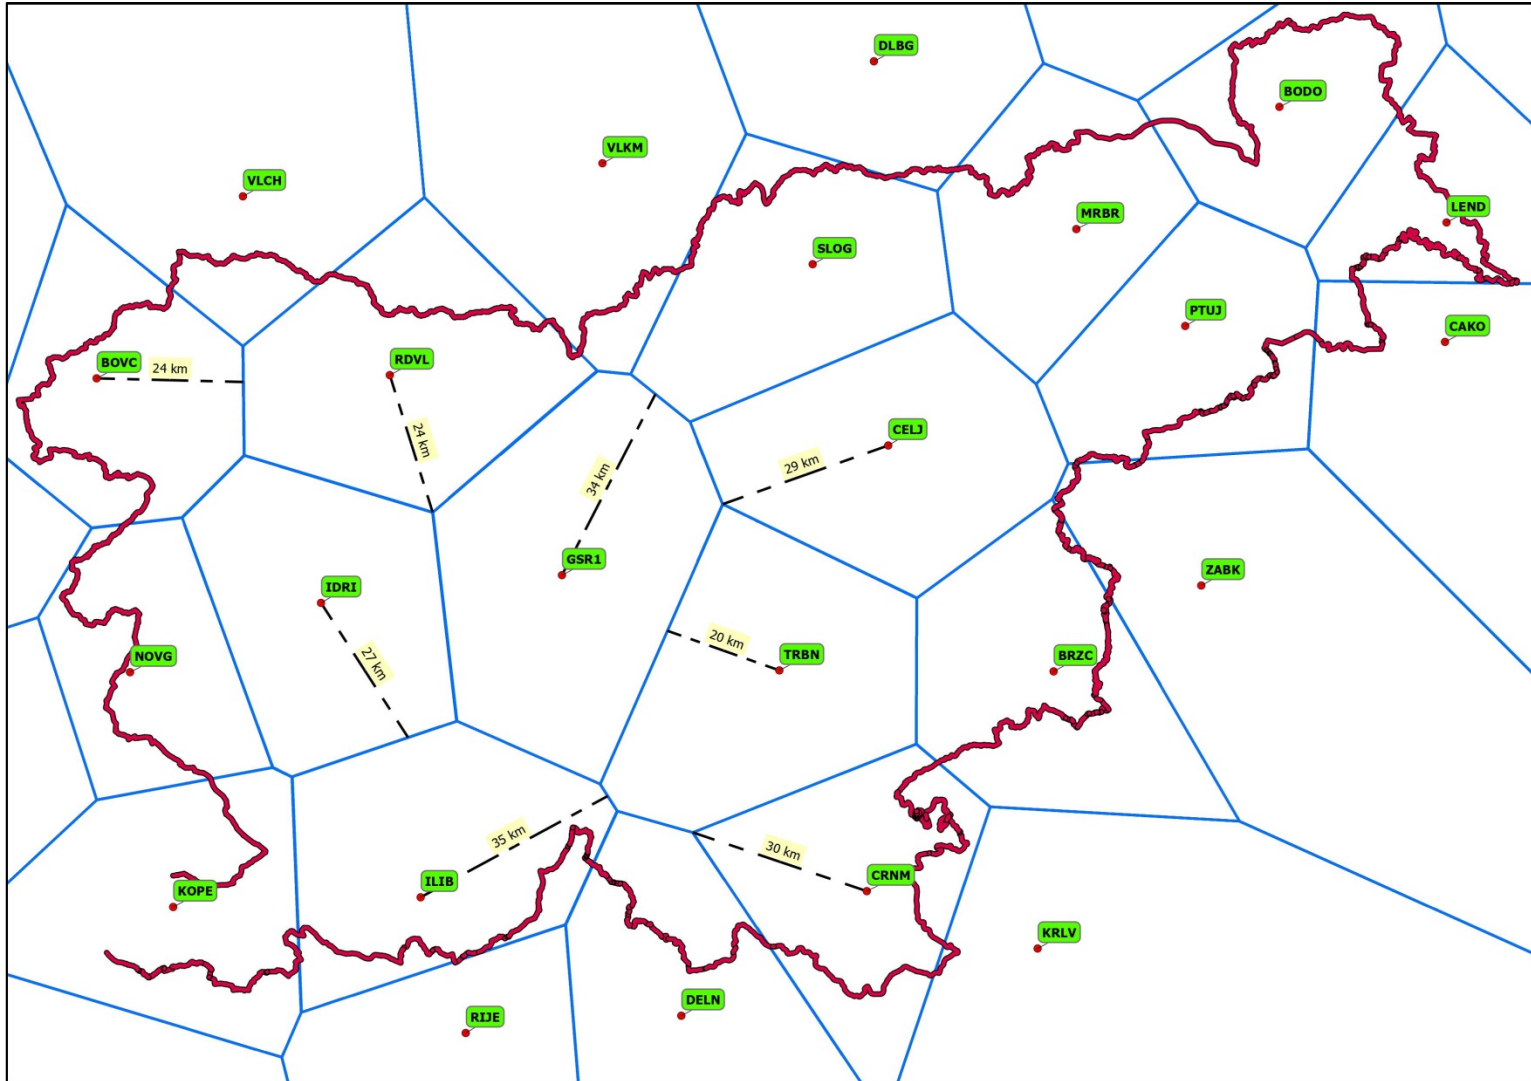 DLBG
BODO
VLKM
VLCH
LEND
MRBR
SLOG
PTUJ
CAKO
BOVC
24 km
RDVL
24 km
CELJ
29 km
34 km
GSR1
ZABK
IDRI
27 km
20 km
TRBN
NOVG
BRZC
35 km
30 km
ILIB
CRNM
KOPE
KRLV
DELN
RIJE